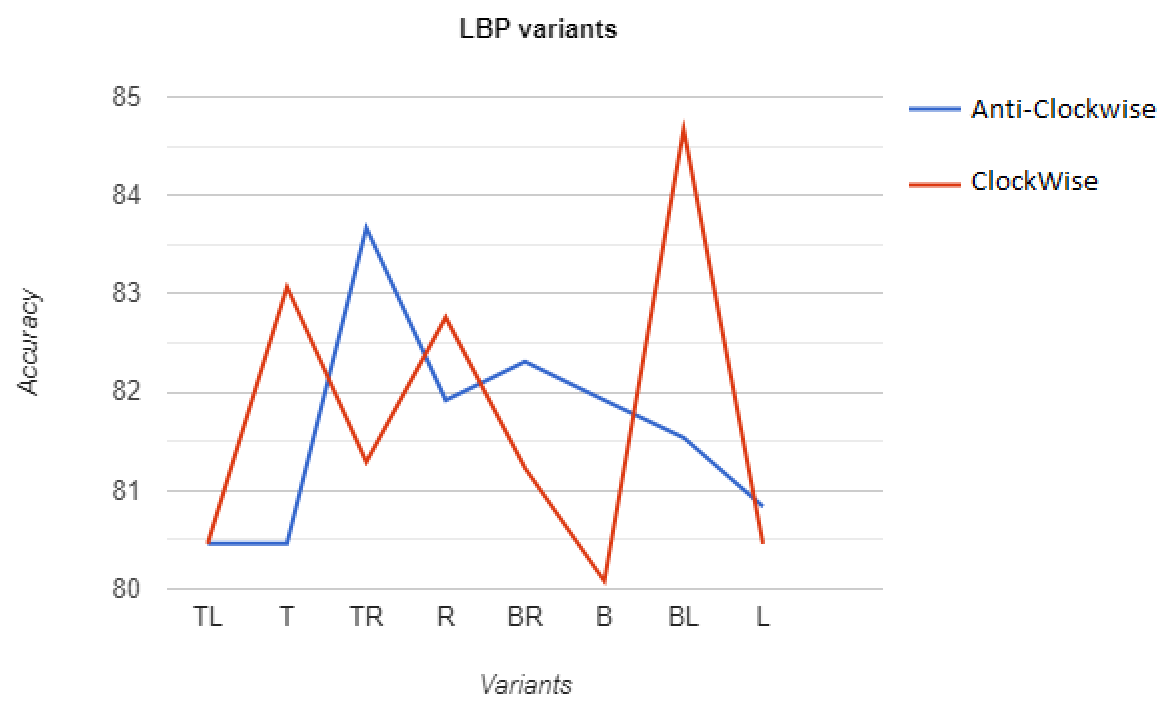 LBP variants
85
84
83
82
81
80
Accuracy
TL T TR R BR B BL L
Variants
Anti-Clockwise
ClockWise